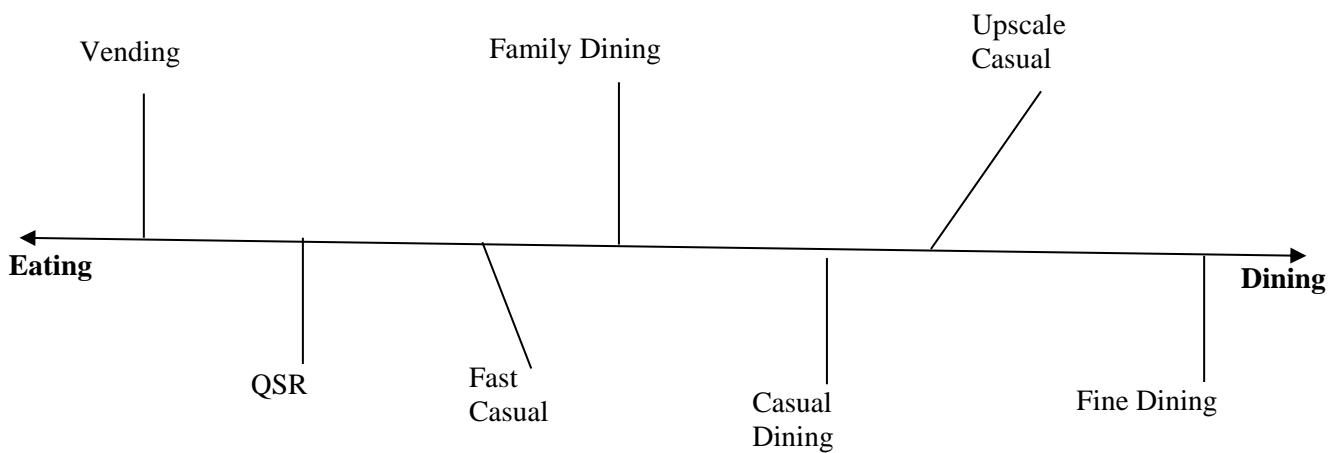 Vending
Family Dining
Upscale
Casual
Eating
Dining
QSR
Fast
Casual
Casual
Dining
Fine Dining